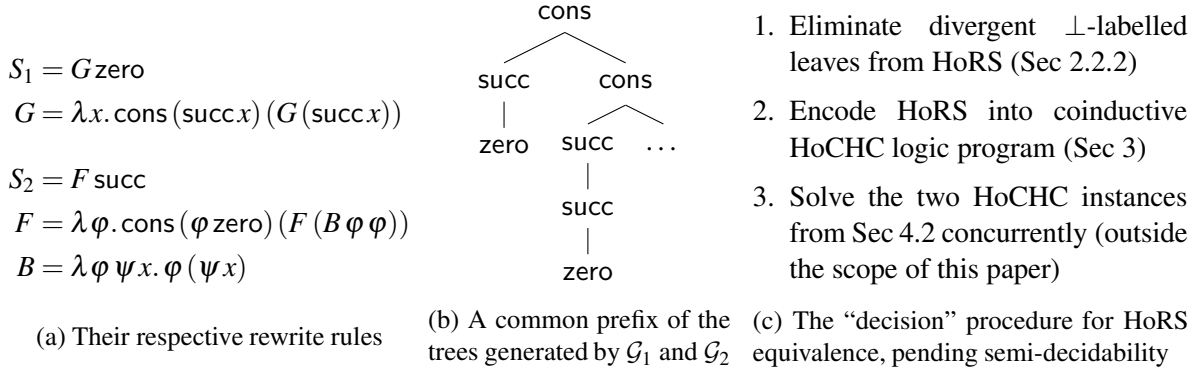 S₁ = G zero
G = λx. cons (succ x) (G (succ x))
S₂ = F succ
F = λφ. cons (φ zero) (F (B φ φ))
B = λφ ψ x. φ (ψ x)
(a) Their respective rewrite rules
cons
succ cons
zero succ ...
succ
zero
(b) A common prefix of the
trees generated by 𝒢₁ and 𝒢₂
1. Eliminate divergent ⊥-labelled
leaves from HoRS (Sec 2.2.2)
2. Encode HoRS into coinductive
HoCHC logic program (Sec 3)
3. Solve the two HoCHC instances
from Sec 4.2 concurrently (outside
the scope of this paper)
(c) The “decision” procedure for HoRS
equivalence, pending semi-decidability